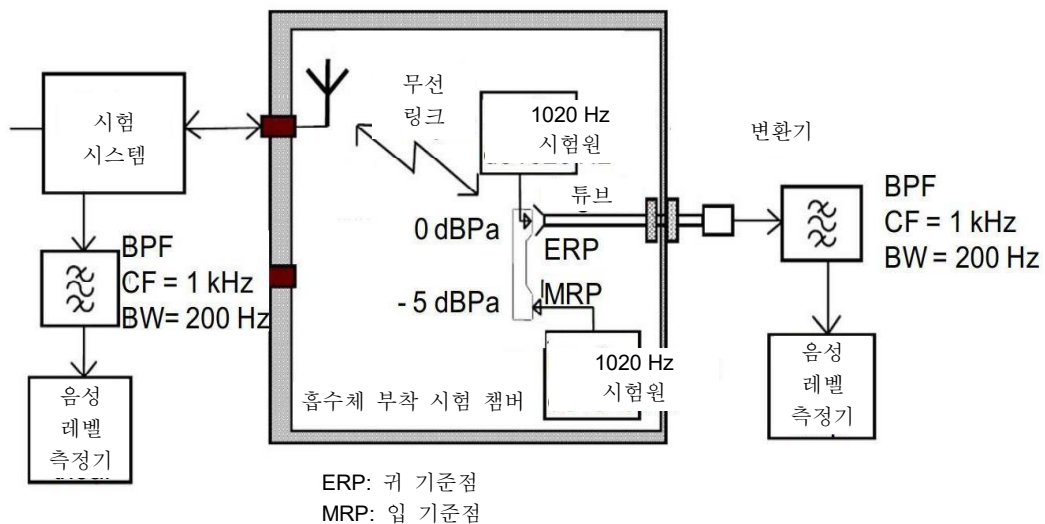 시험
시스템
BPF
CF = 1 kHz
BW= 200 Hz
음성
레벨
측정기
무선
링크
1020 Hz
시험원
튜브
0 dBPa
ERP
- 5 dBPa
MRP
1020 Hz
시험원
흡수체 부착 시험 챔버
변환기
BPF
CF = 1 kHz
BW = 200 Hz
음성
레벨
측정기
ERP: 귀 기준점
MRP: 입 기준점